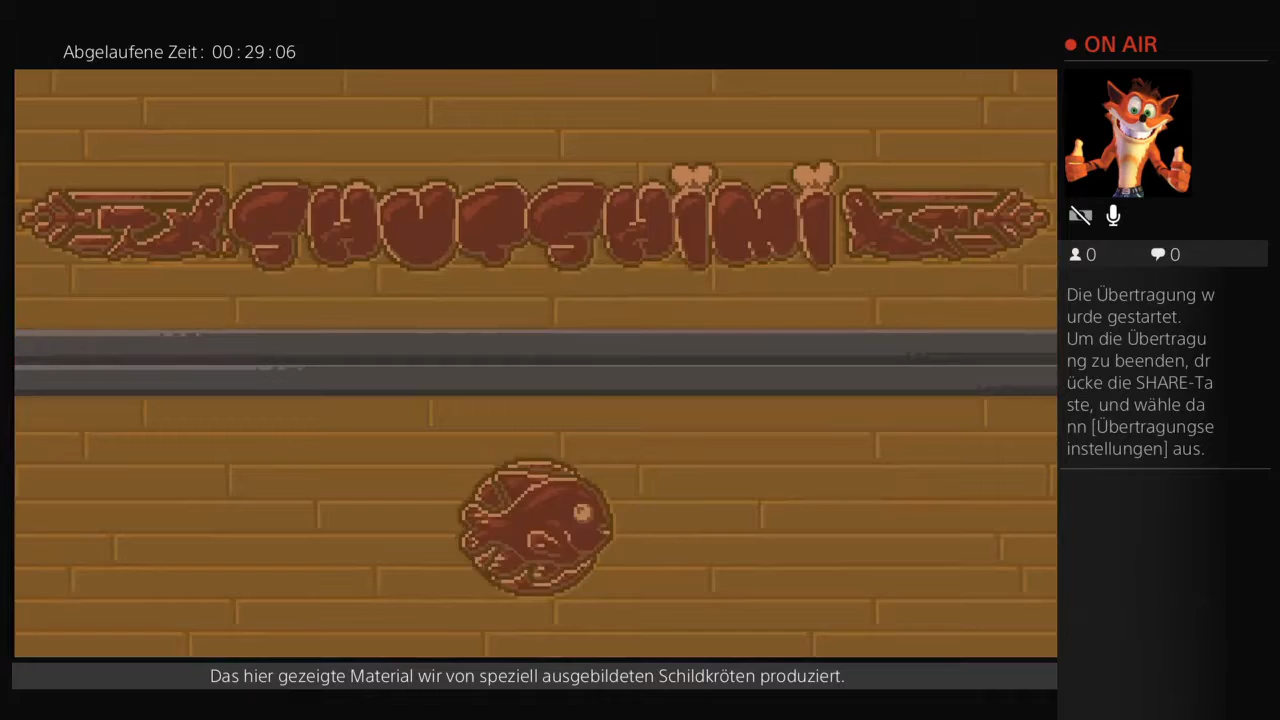 Abgelaufene Zeit: 00:29:06
ON AIR
0 0
Die Übertragung w
urde gestartet.
Um die Übertragu
ng zu beenden, dr
ücke die SHARE-Ta
ste, und wähle da
nn [Übertragungse
instellungen] aus.
Das hier gezeigte Material wir von speziell ausgebildeten Schildkröten produziert.